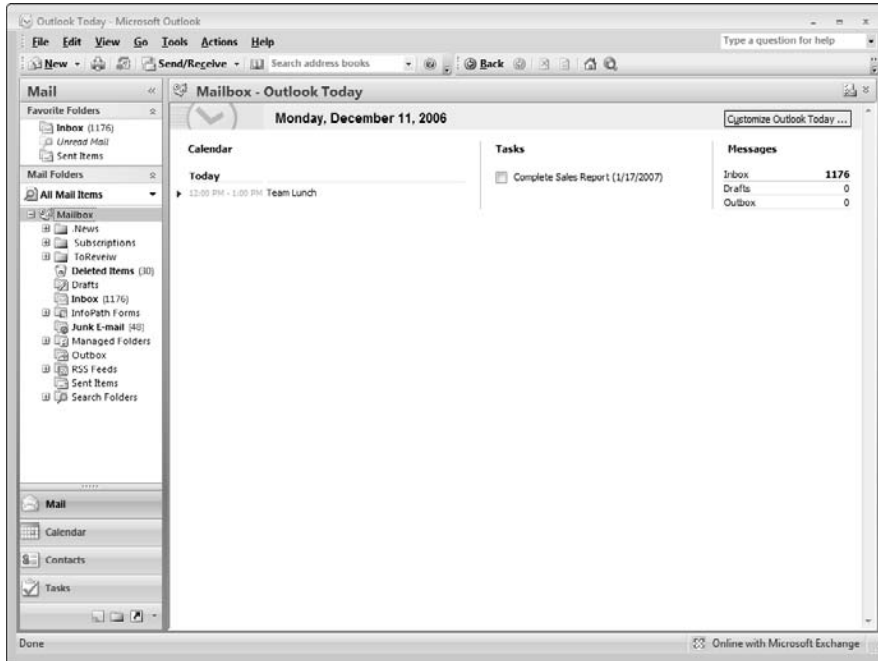 Outlook Today - Microsoft Outlook
File Edit View Go Tools Actions Help
Type a question for help
New Send/Receive Search address books Back
Mail
Mailbox - Outlook Today
Favorite Folders
Inbox (1176)
Unread Mail
Sent Items
Monday, December 11, 2006
Customize Outlook Today ...
Calendar
Today
12:00 PM - 1:00 PM Team Lunch
Tasks
Complete Sales Report (1/17/2007)
Messages
Inbox 1176
Drafts 0
Outbox 0
Mail Folders
All Mail Items
Mailbox
.News
Subscriptions
ToReveiw
Deleted Items (30)
Drafts
Inbox (1176)
InfoPath Forms
Junk E-mail [48]
Managed Folders
Outbox
RSS Feeds
Sent Items
Search Folders
Mail
Calendar
Contacts
Tasks
Done
Online with Microsoft Exchange